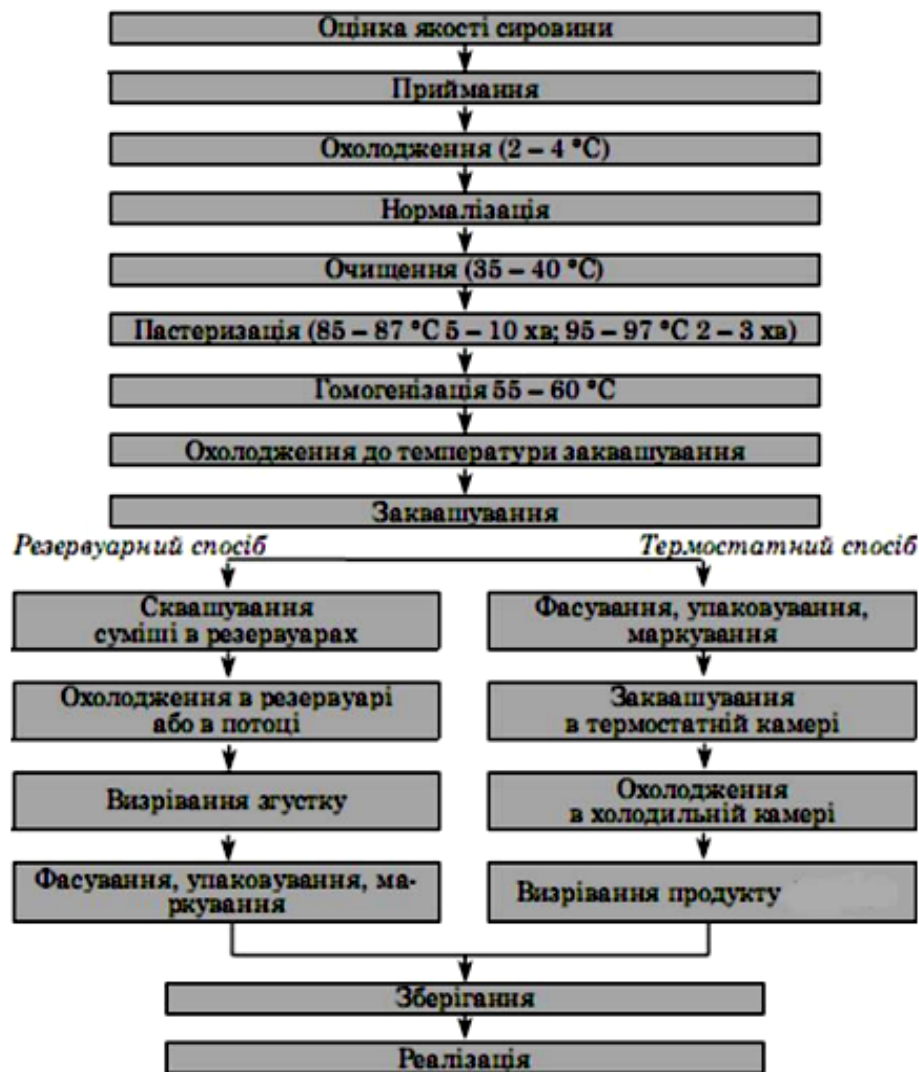 Оцінка якості сировини
Приймання
Охолодження (2 – 4 °С)
Нормалізація
Очищення (35 – 40 °С)
Пастеризація (85 – 87 °С 5 – 10 хв; 95 – 97 °С 2 – 3 хв)
Гомогенізація 55 – 60 °С
Охолодження до температури заквашування
Заквашування
Резервуарний спосіб
Термостатний спосіб
Сквашування
суміші в резервуарах
Фасування, упаковування,
маркування
Охолодження в резервуарі
або в потоці
Заквашування
в термостатній камері
Визрівання згустку
Охолодження
в холодильній камері
Фасування, упаковування, ма-
ркування
Визрівання продукту
Зберігання
Реалізація